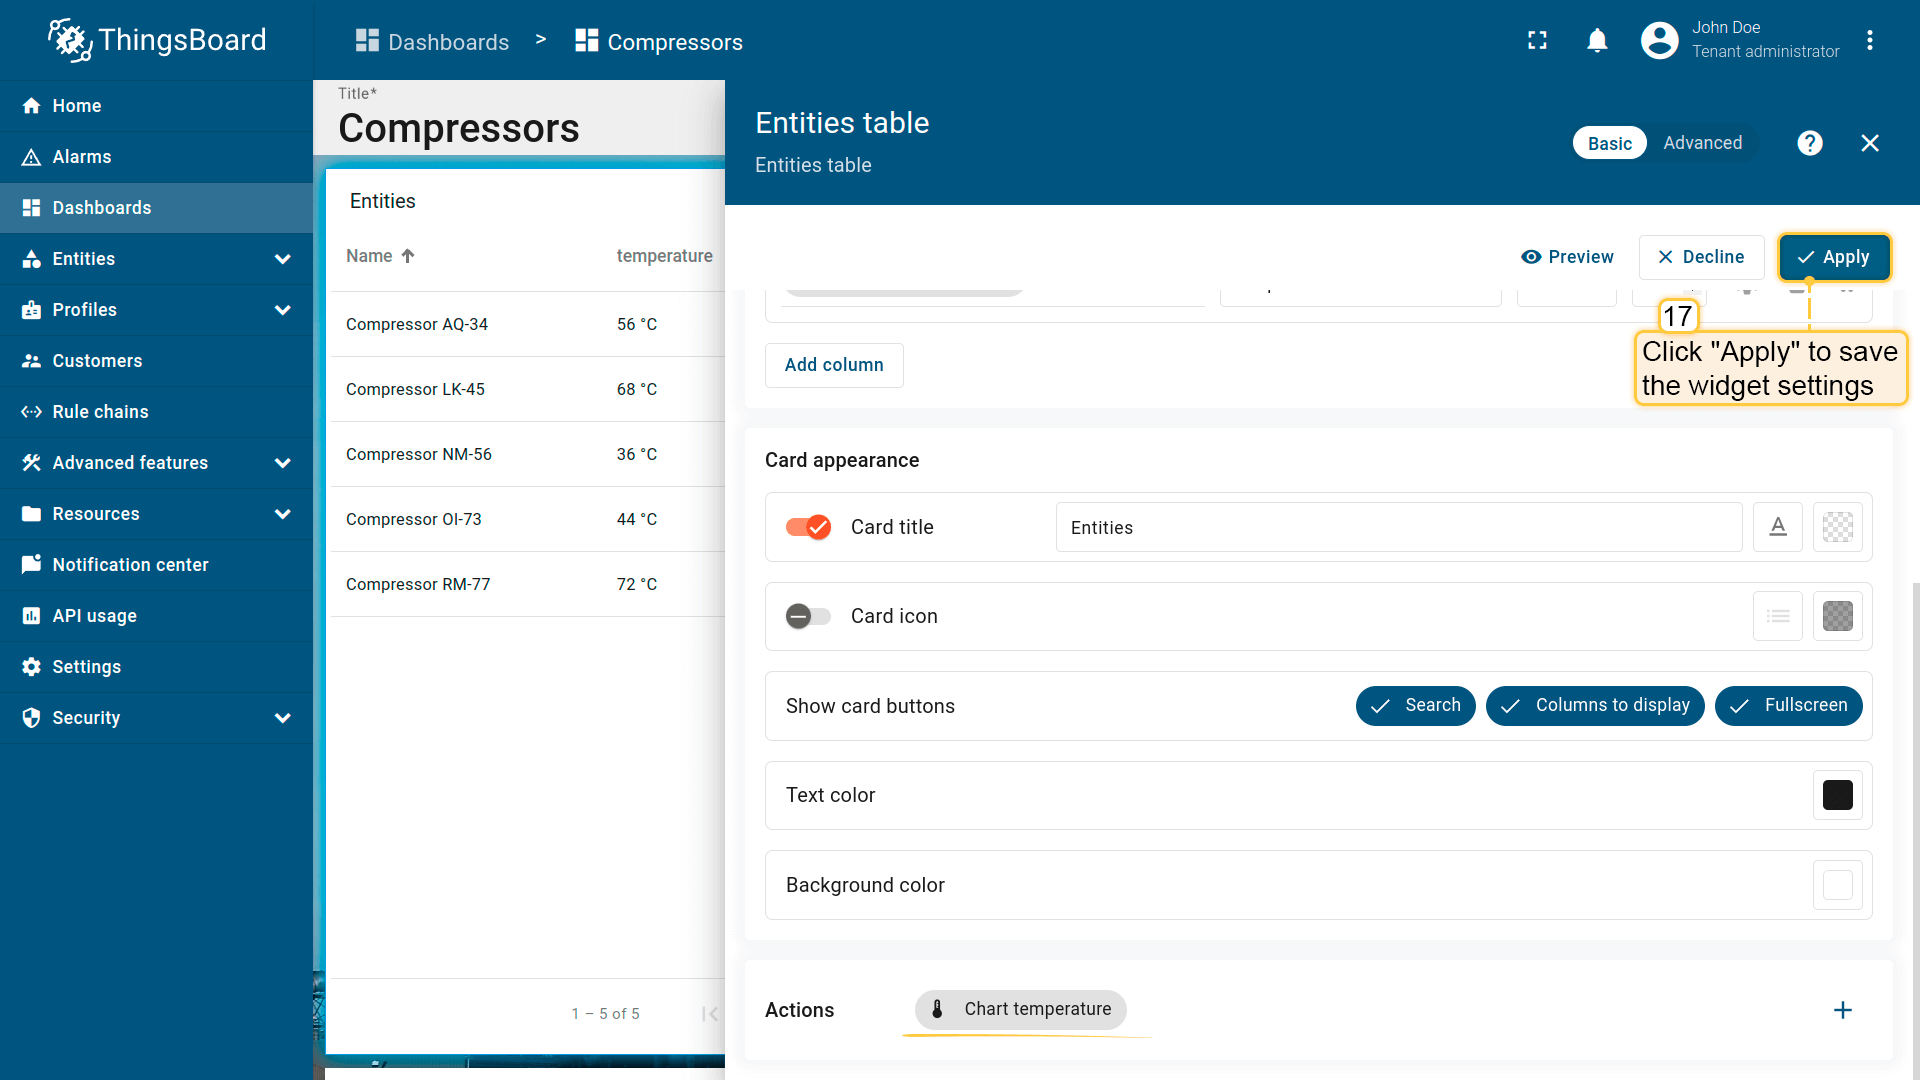 ThingsBoard
Dashboards > Compressors
John Doe
Tenant administrator
Home
Alarms
Dashboards
Entities
Profiles
Customers
Rule chains
Advanced features
Resources
Notification center
API usage
Settings
Security
Title*
Compressors
Entities
Name temperature
Compressor AQ-34 56 °C
Compressor LK-45 68 °C
Compressor NM-56 36 °C
Compressor OI-73 44 °C
Compressor RM-77 72 °C
1 – 5 of 5
Entities table
Entities table
Basic Advanced
Preview Decline Apply
17
Click "Apply" to save
the widget settings
Add column
Card appearance
Card title Entities
Card icon
Show card buttons Search Columns to display Fullscreen
Text color
Background color
Actions Chart temperature